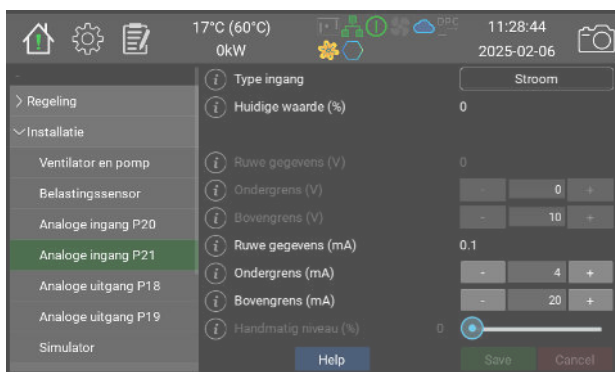 17°C (60°C)
0kW
DPC
11:28:44
2025-02-06
-
Regeling
Installatie
Ventilator en pomp
Belastingssensor
Analoge ingang P20
Analoge ingang P21
Analoge uitgang P18
Analoge uitgang P19
Simulator
i Type ingang Stroom
i Huidige waarde (%) 0
i Ruwe gegevens (V) 0
i Ondergrens (V) - 0 +
i Bovengrens (V) - 10 +
i Ruwe gegevens (mA) 0.1
i Ondergrens (mA) - 4 +
i Bovengrens (mA) - 20 +
i Handmatig niveau (%) 0
Help Save Cancel